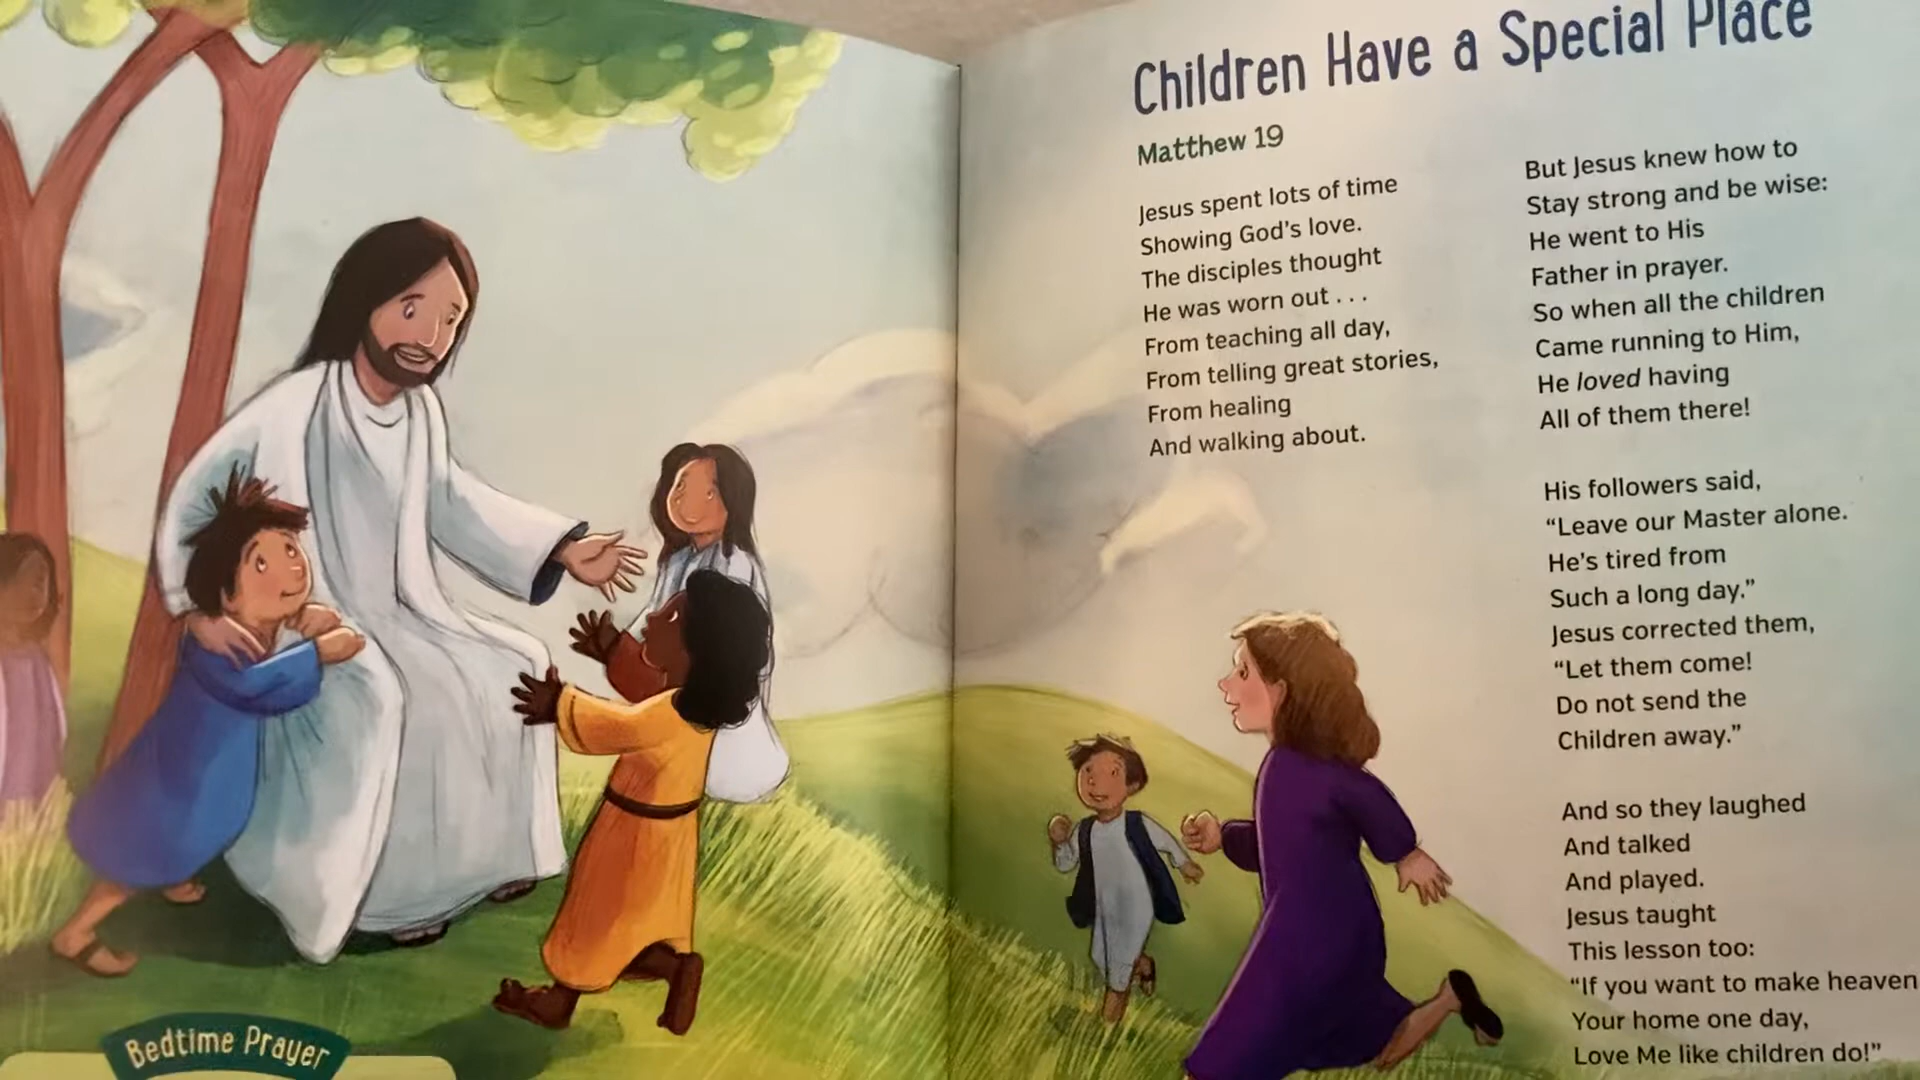 Children Have a Special Place
Matthew 19
Jesus spent lots of time
Showing God's love.
The disciples thought
He was worn out . . .
From teaching all day,
From telling great stories,
From healing
And walking about.
But Jesus knew how to
Stay strong and be wise:
He went to His
Father in prayer.
So when all the children
Came running to Him,
He loved having
All of them there!
His followers said,
“Leave our Master alone.
He's tired from
Such a long day.”
Jesus corrected them,
“Let them come!
Do not send the
Children away.”
And so they laughed
And talked
And played.
Jesus taught
This lesson too:
“If you want to make heaven
Your home one day,
Love Me like children do!”
Bedtime Prayer